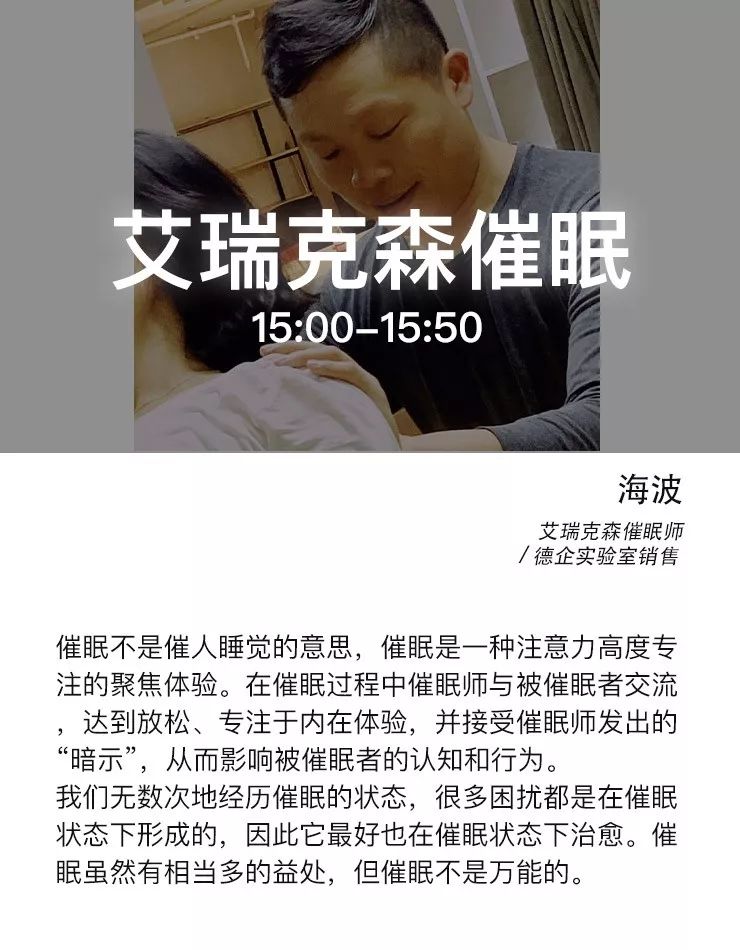 艾瑞克森催眠
15:00–15:50
海波
艾瑞克森催眠师
/ 德企实验室销售
催眠不是催人睡觉的意思，催眠是一种注意力高度专
注的聚焦体验。在催眠过程中催眠师与被催眠者交流
，达到放松、专注于内在体验，并接受催眠师发出的
“暗示”，从而影响被催眠者的认知和行为。
我们无数次地经历催眠的状态，很多困扰都是在催眠
状态下形成的，因此它最好也在催眠状态下治愈。催
眠虽然有相当多的益处，但催眠不是万能的。